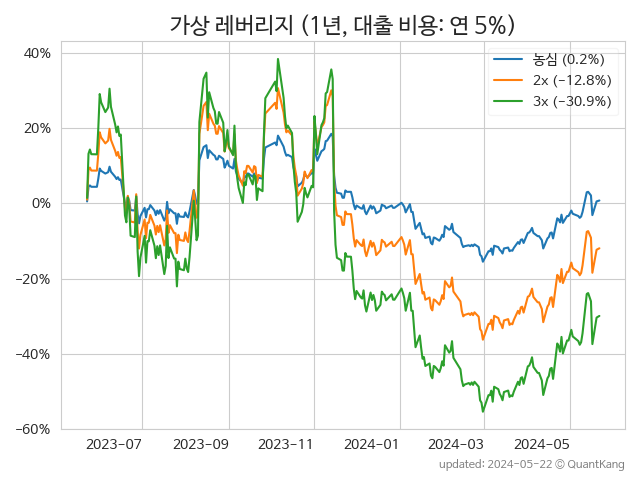 가상 레버리지 (1년, 대출 비용: 연 5%)
농심 (0.2%)
2x (−12.8%)
3x (−30.9%)
40%
20%
0%
−20%
−40%
−60%
2023−07 2023−09 2023−11 2024−01 2024−03 2024−05
updated: 2024-05-22 © QuantKang